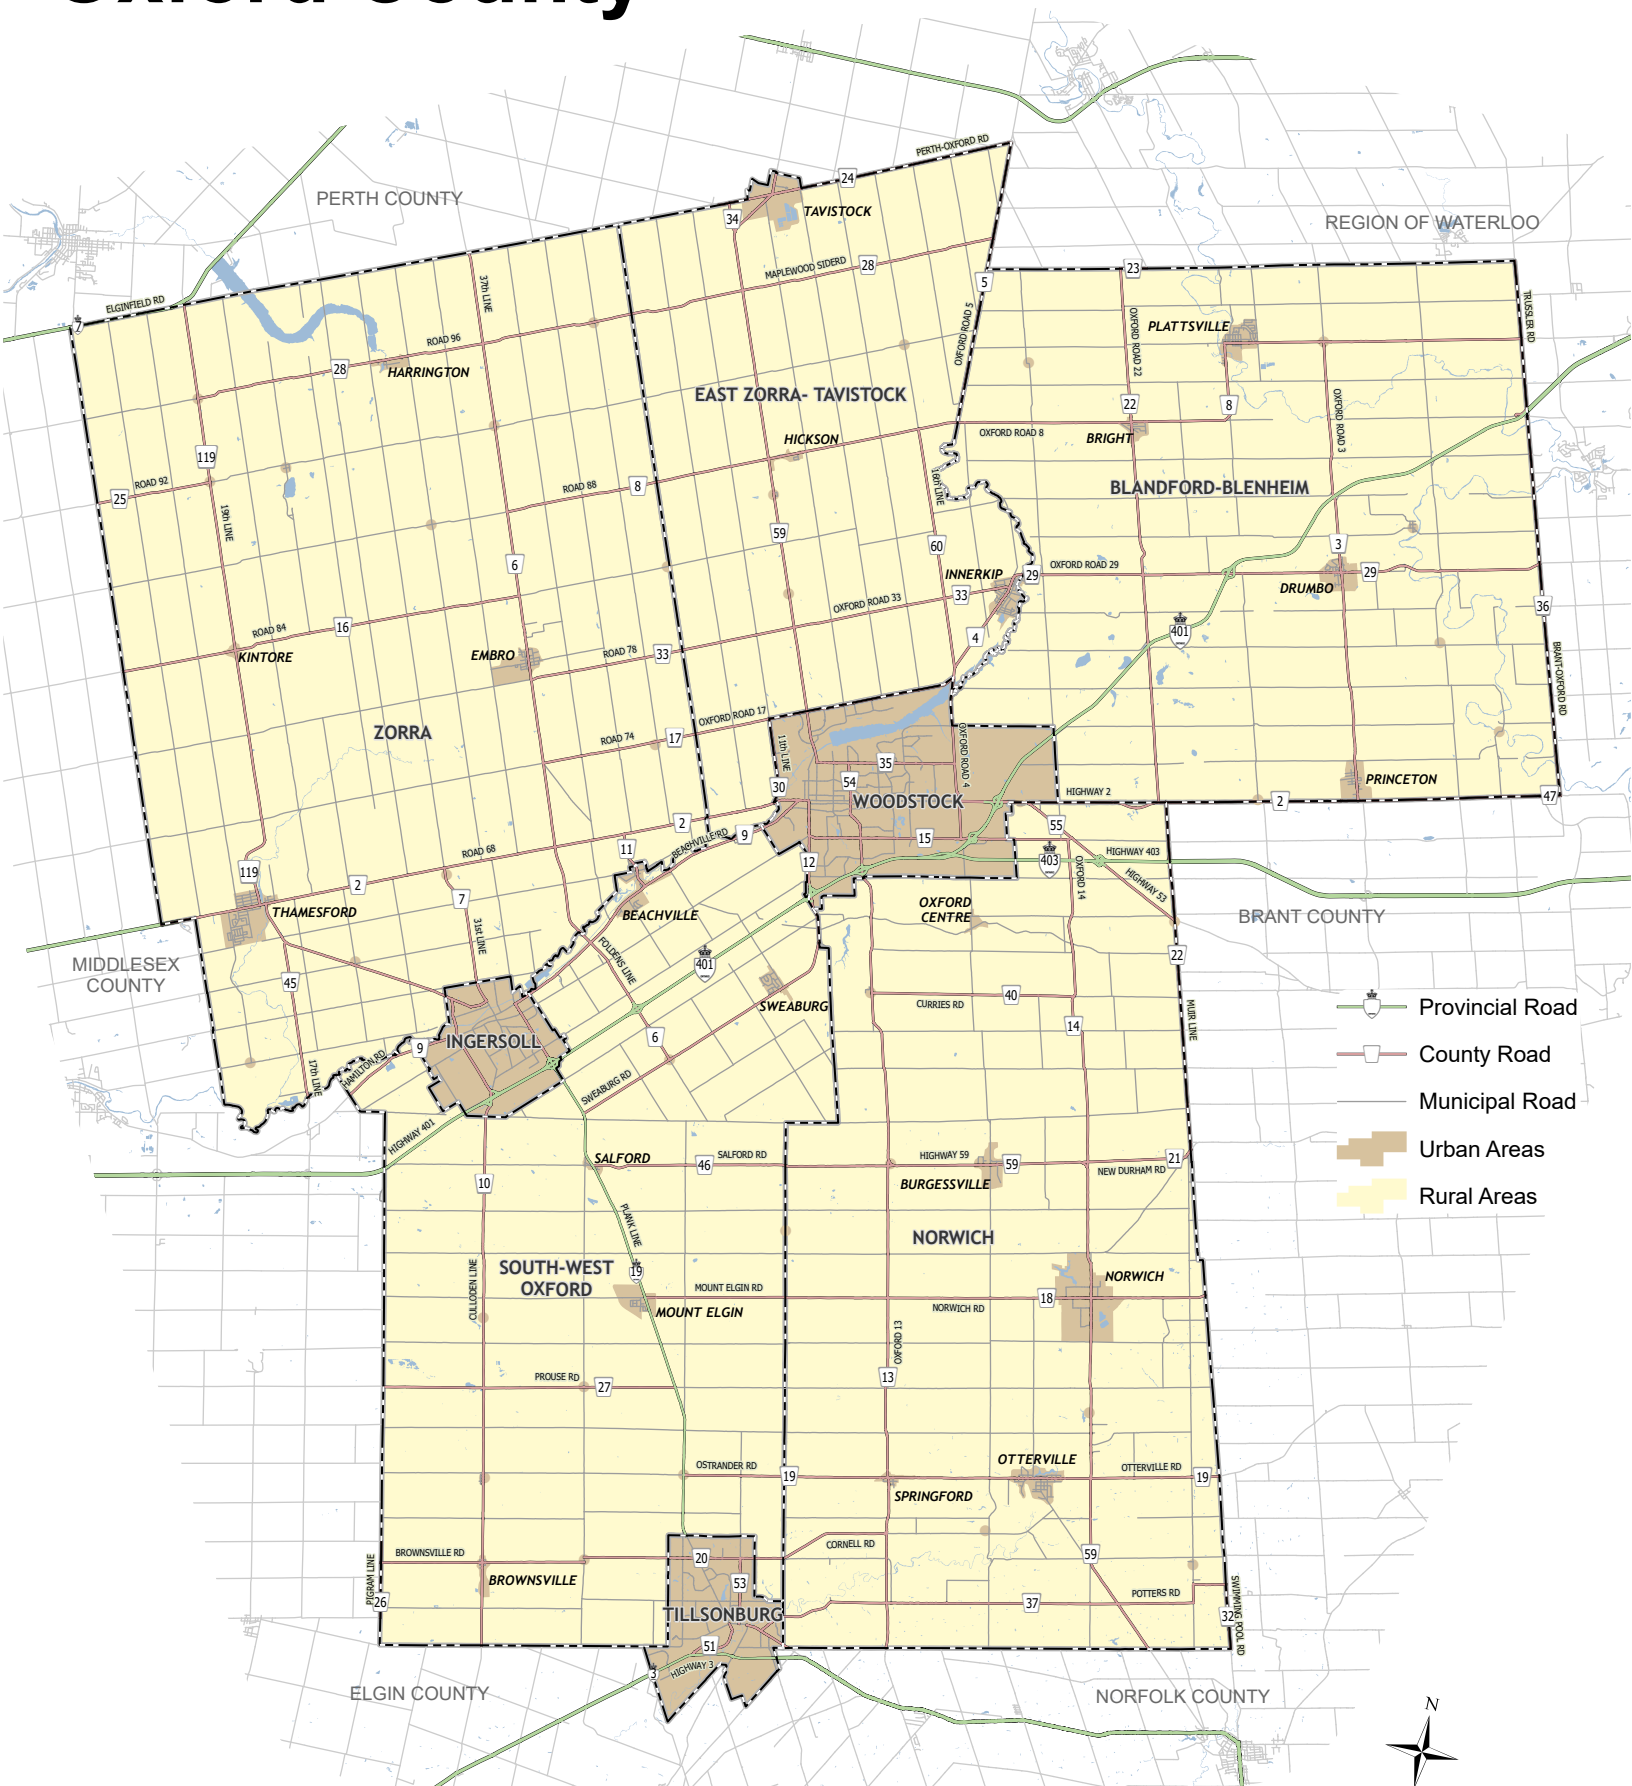 Oxford County
PERTH-OXFORD RD
24
PERTH COUNTY
34
TAVISTOCK
REGION OF WATERLOO
MAPLEWOOD SIDERD
28
23
5
37th LINE
ELGINFIELD RD
7
TRUSSLER RD
OXFORD ROAD 5
OXFORD ROAD 22
PLATTSVILLE
ROAD 96
28
HARRINGTON
EAST ZORRA- TAVISTOCK
22
8
OXFORD ROAD 3
OXFORD ROAD 8
BRIGHT
HICKSON
119
16th LINE
BLANDFORD-BLENHEIM
ROAD 92
25
ROAD 88
8
19th LINE
59
60
3
6
INNERKIP
29
OXFORD ROAD 29
29
DRUMBO
33
OXFORD ROAD 33
36
ROAD 84
16
401
4
KINTORE
EMBRO
ROAD 78
33
BRANT-OXFORD RD
ZORRA
OXFORD ROAD 17
ROAD 74
17
11th LINE
OXFORD ROAD 4
35
54
30
WOODSTOCK
HIGHWAY 2
2
PRINCETON
47
2
9
BEACHVILLE RD
15
55
ROAD 68
11
12
403
HIGHWAY 403
119
2
7
OXFORD 14
HIGHWAY 53
THAMESFORD
BEACHVILLE
OXFORD
CENTRE
BRANT COUNTY
31st LINE
FOLDENS LINE
401
22
MIDDLESEX
COUNTY
45
SWEABURG
CURRIES RD
40
14
MUIR LINE
Provincial Road
County Road
Municipal Road
Urban Areas
Rural Areas
INGERSOLL
9
6
HAMILTON RD
17th LINE
SWEABURG RD
HIGHWAY 401
SALFORD
46
SALFORD RD
HIGHWAY 59
59
NEW DURHAM RD
21
10
BURGESSVILLE
PLANK LINE
NORWICH
SOUTH-WEST
OXFORD
19
CULLODEN LINE
MOUNT ELGIN RD
MOUNT ELGIN
NORWICH
18
NORWICH RD
OXFORD 13
13
PROUSE RD
27
OTTERVILLE
OSTRANDER RD
19
OTTERVILLE RD
19
SPRINGFORD
BROWNSVILLE RD
20
CORNELL RD
59
PIGRAM LINE
26
BROWNSVILLE
53
POTTERS RD
37
SWIMMING POOL RD
32
TILLSONBURG
51
3
HIGHWAY 3
ELGIN COUNTY
NORFOLK COUNTY
N